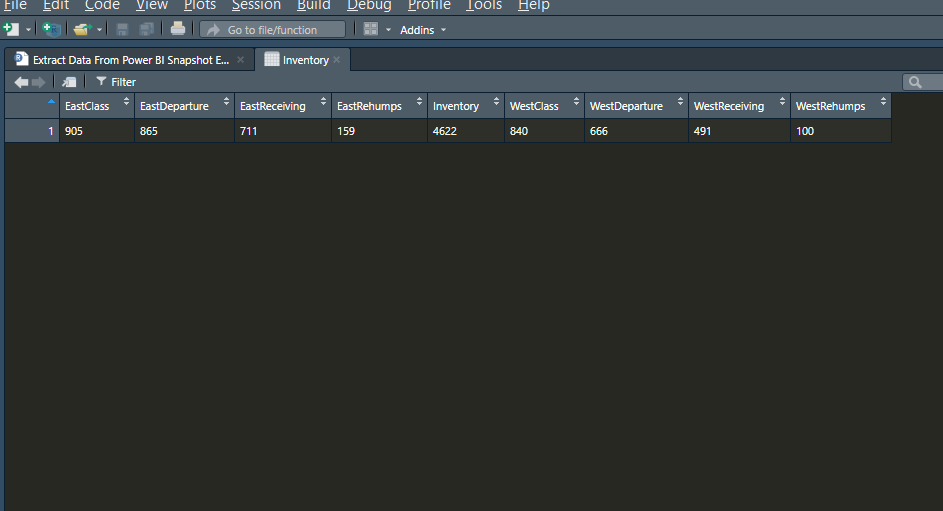 File Edit Code View Plots Session Build Debug Profile Tools Help
Go to file/function Addins
Extract Data From Power BI Snapshot E... Inventory
Filter
EastClass EastDeparture EastReceiving EastRehumps Inventory WestClass WestDeparture WestReceiving WestRehumps
1 905 865 711 159 4622 840 666 491 100